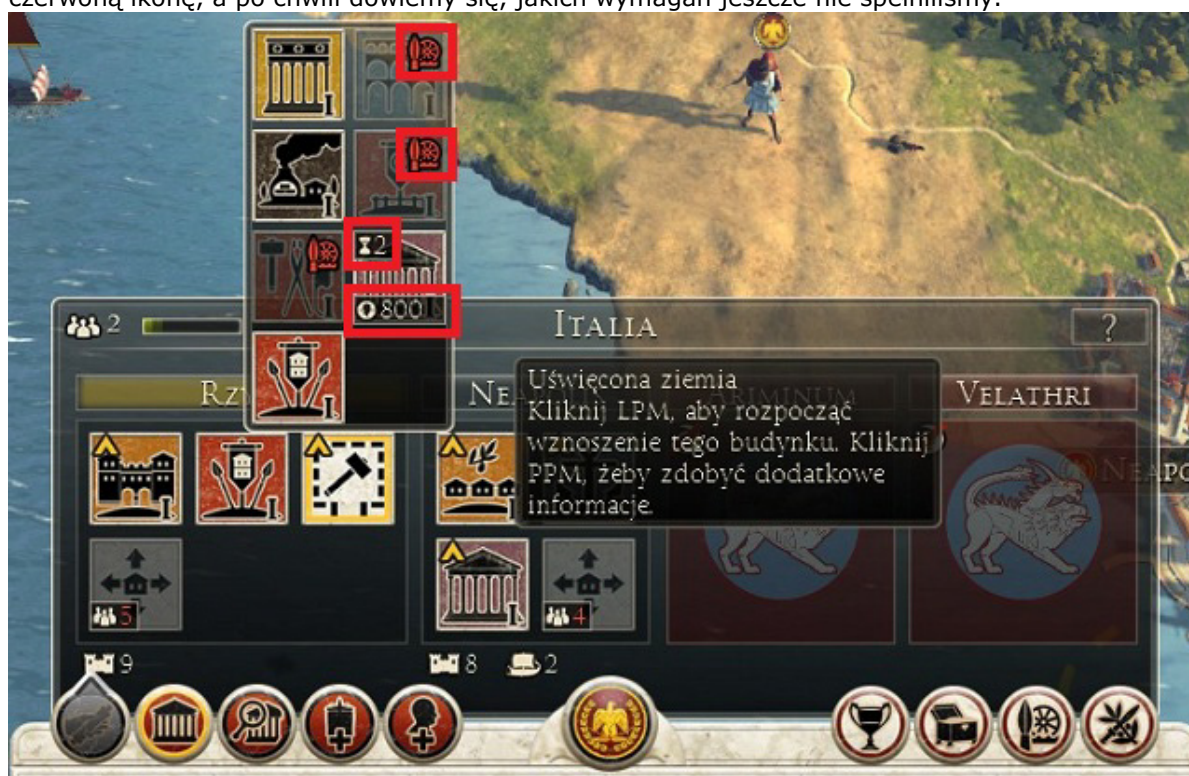 czerwoną ikonę, a po chwili dowiemy się, jakich wymagań jeszcze nie spełniliśmy.
I
I.
I.
I.
2
800
2
ITALIA
?
Uświęcona ziemia
Kliknij LPM, aby rozpocząć
wznoszenie tego budynku. Kliknij
PPM, żeby zdobyć dodatkowe
informacje.
ARIMINUM
VELATHRI
I.
I.
I.
I.
5
4
9
8
2